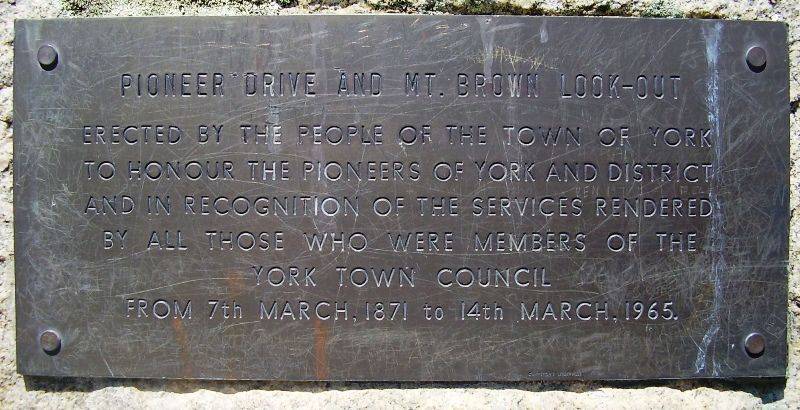 PIONEER DRIVE AND MT. BROWN LOOK-OUT
ERECTED BY THE PEOPLE OF THE TOWN OF YORK
TO HONOUR THE PIONEERS OF YORK AND DISTRICT
AND IN RECOGNITION OF THE SERVICES RENDERED
BY ALL THOSE WHO WERE MEMBERS OF THE
YORK TOWN COUNCIL
FROM 7th MARCH, 1871 to 14th MARCH, 1965.